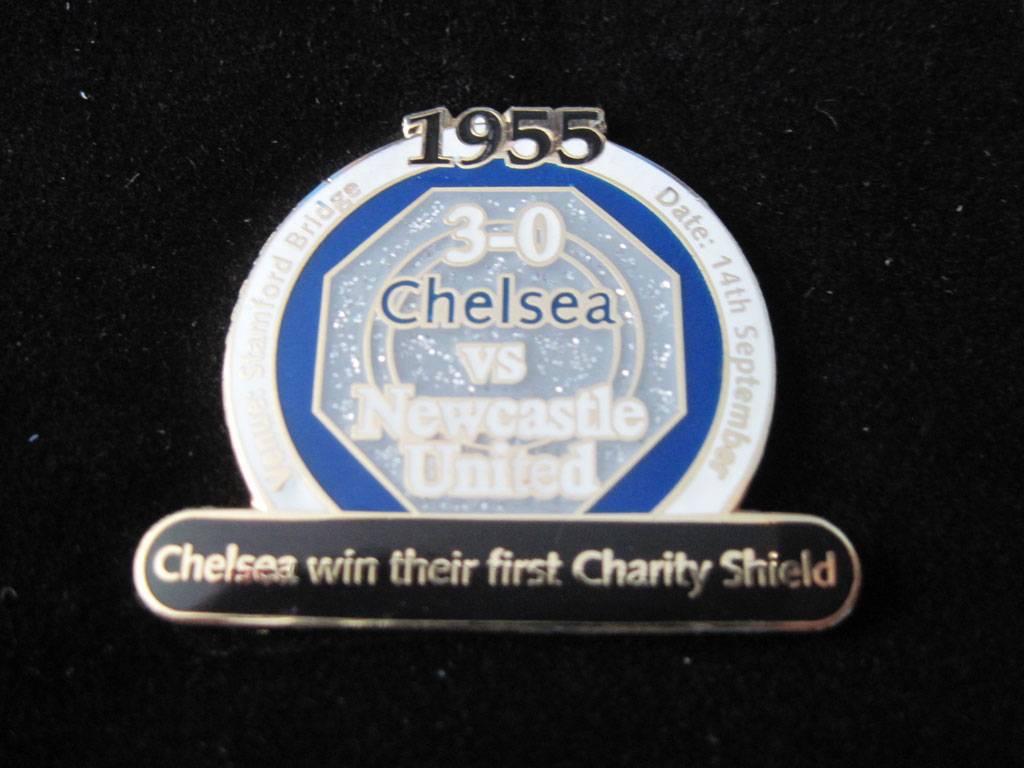 1955
Venue: Stamford Bridge
Date: 14th September
3-0
Chelsea
vs
Newcastle
United
Chelsea win their first Charity Shield